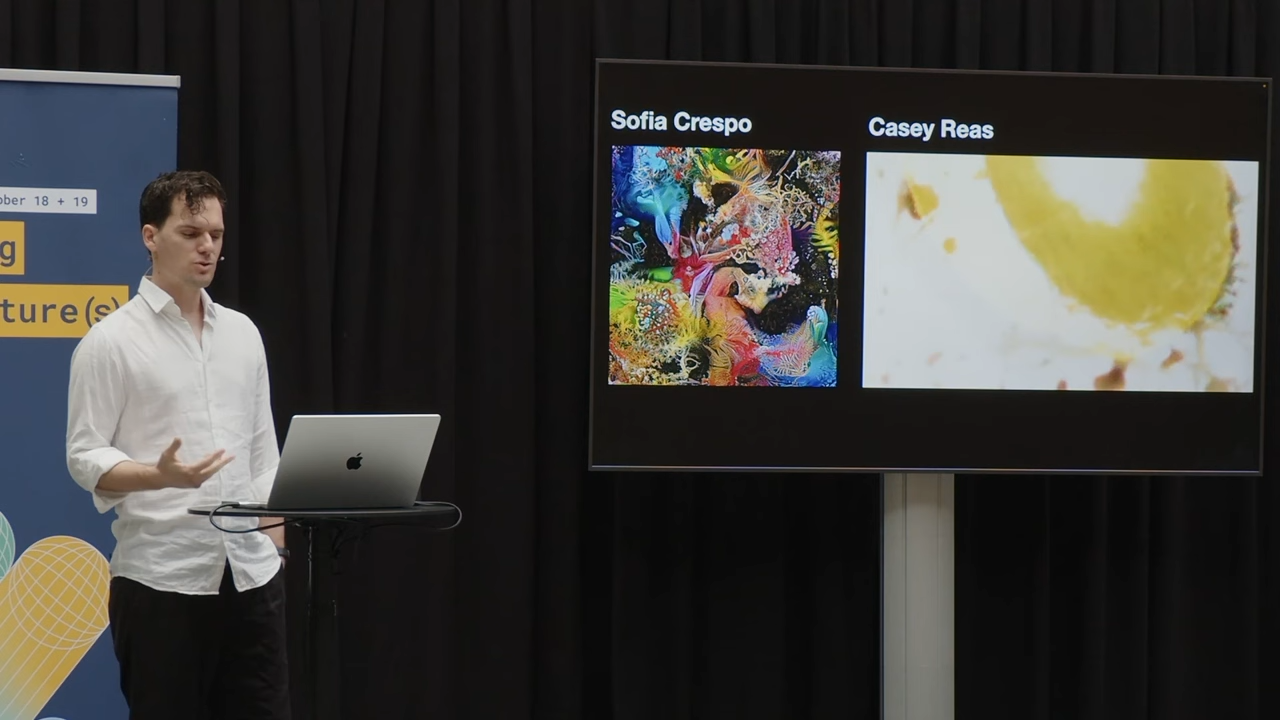 ober 18 + 19
g
ture(s)
Sofia Crespo
Casey Reas